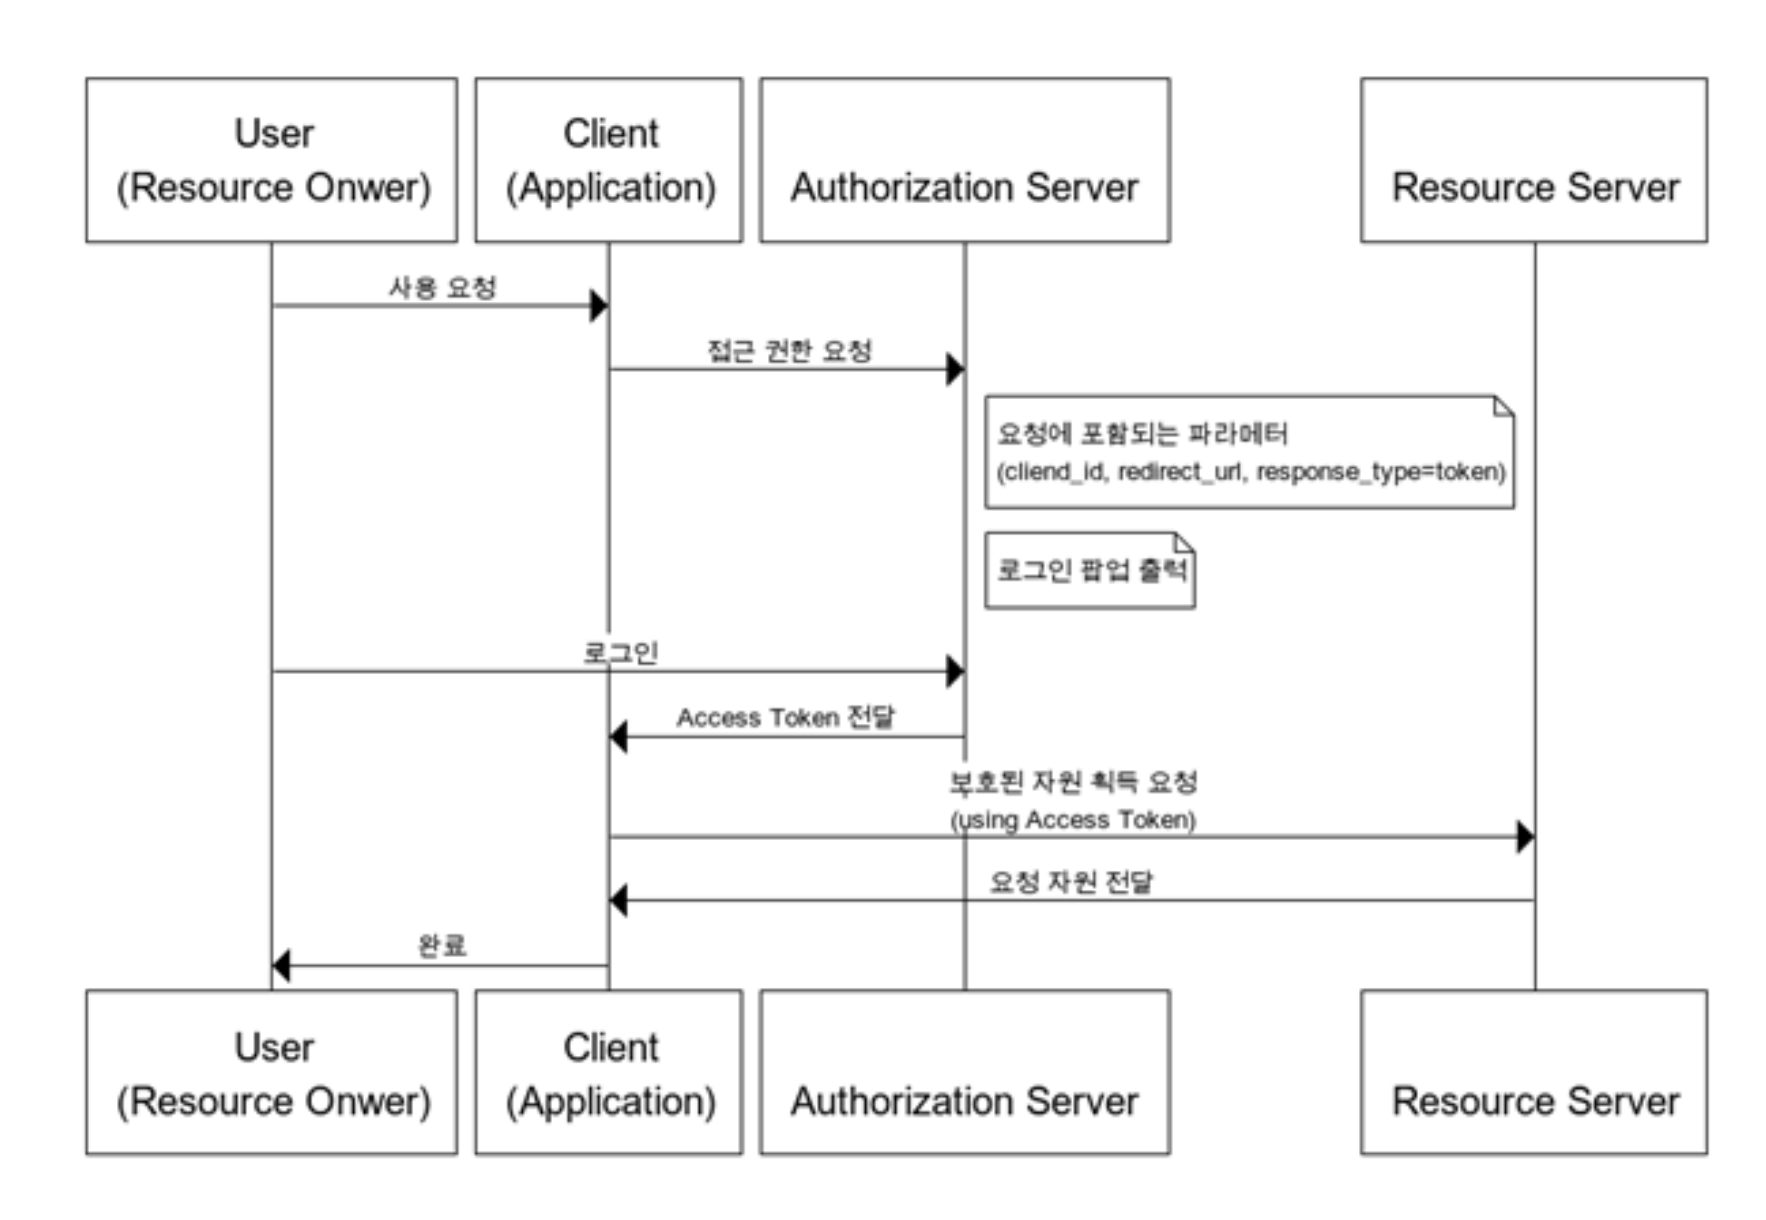 User
(Resource Onwer)
Client
(Application)
Authorization Server
Resource Server
사용 요청
접근 권한 요청
요청에 포함되는 파라메터
(cliend_id, redirect_url, response_type=token)
로그인 팝업 출력
로그인
Access Token 전달
보호된 자원 획득 요청
(using Access Token)
요청 자원 전달
완료
User
(Resource Onwer)
Client
(Application)
Authorization Server
Resource Server